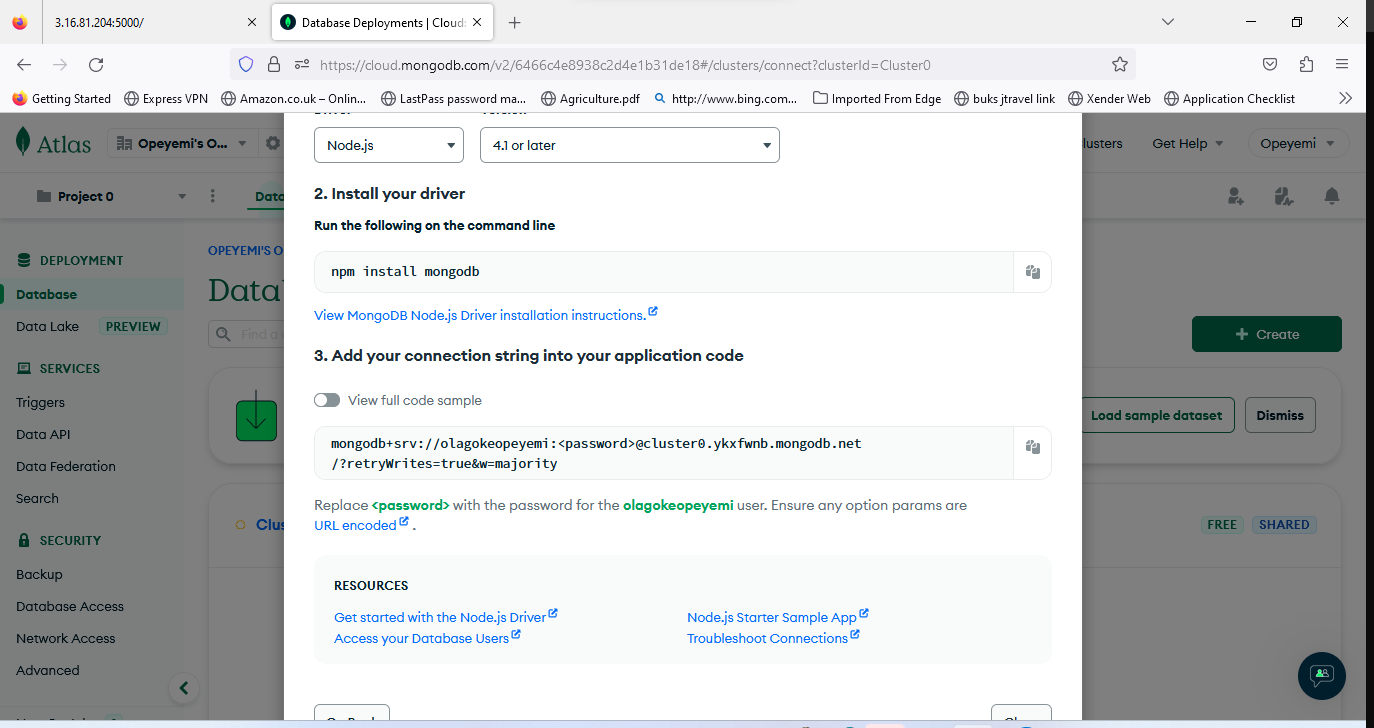 3.16.81.204:5000/
Database Deployments | Cloud:
https://cloud.mongodb.com/v2/6466c4e8938c2d4e1b31de18#/clusters/connect?clusterId=Cluster0
Getting Started
Express VPN
Amazon.co.uk – Onlin...
LastPass password ma...
Agriculture.pdf
http://www.bing.com...
Imported From Edge
buks jtravel link
Xender Web
Application Checklist
Atlas
Opeyemi's O...
Clusters
Get Help
Opeyemi
Project 0
Data
Node.js
4.1 or later
2. Install your driver
Run the following on the command line
npm install mongodb
View MongoDB Node.js Driver installation instructions.
3. Add your connection string into your application code
View full code sample
mongodb+srv://olagokeopeyemi:<password>@cluster0.ykxfwnb.mongodb.net
/?retryWrites=true&w=majority
Replace <password> with the password for the olagokeopeyemi user. Ensure any option params are
URL encoded .
RESOURCES
Get started with the Node.js Driver
Node.js Starter Sample App
Access your Database Users
Troubleshoot Connections
DEPLOYMENT
Database
Data Lake PREVIEW
SERVICES
Triggers
Data API
Data Federation
Search
SECURITY
Backup
Database Access
Network Access
Advanced
OPEYEMI'S O
Data
Find a
Create
Load sample dataset
Dismiss
Clus
FREE
SHARED